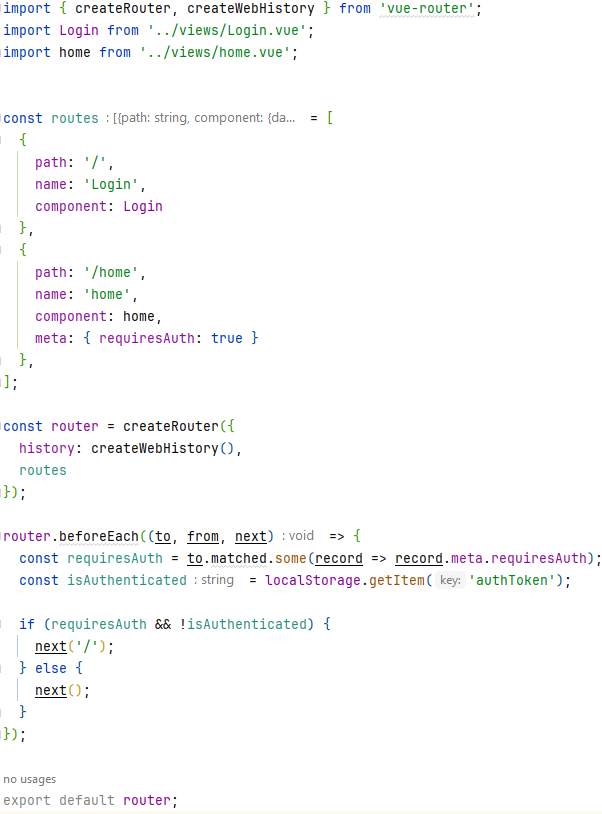 import { createRouter, createWebHistory } from 'vue-router';
import Login from '../views/Login.vue';
import home from '../views/home.vue';
const routes : [{path: string, component: {da... = [
{
path: '/',
name: 'Login',
component: Login
},
{
path: '/home',
name: 'home',
component: home,
meta: { requiresAuth: true }
},
];
const router = createRouter({
history: createWebHistory(),
routes
});
router.beforeEach((to, from, next) : void => {
const requiresAuth = to.matched.some(record => record.meta.requiresAuth);
const isAuthenticated : string = localStorage.getItem( key: 'authToken');
if (requiresAuth && !isAuthenticated) {
next('/');
} else {
next();
}
});
no usages
export default router;